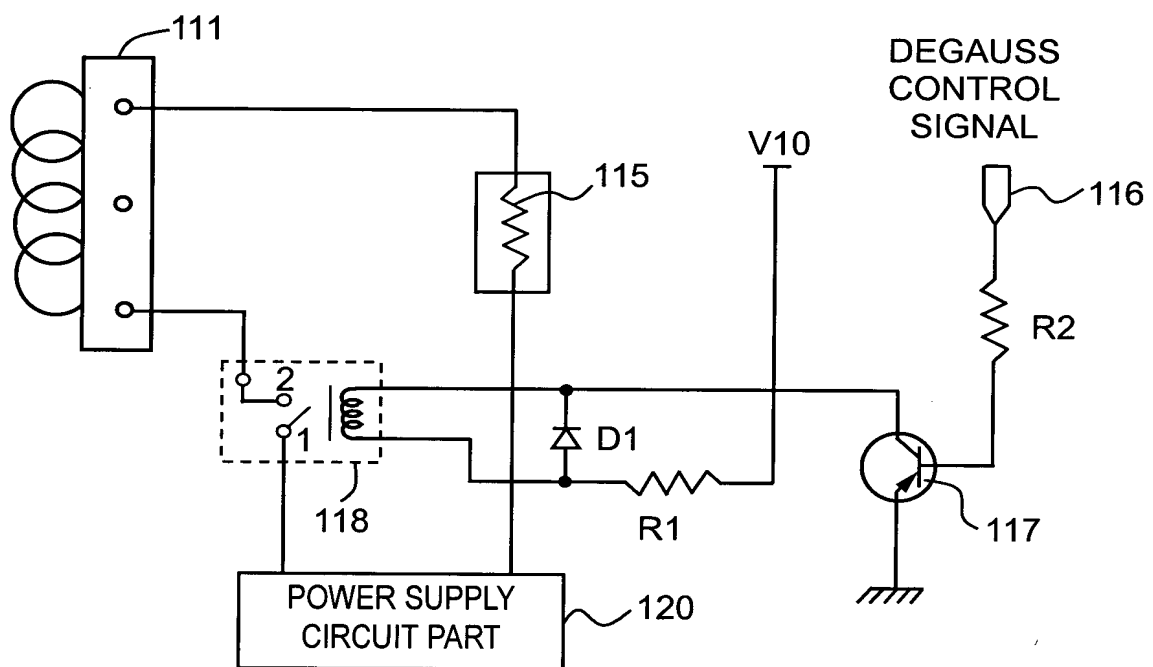 111
DEGAUSS
CONTROL
SIGNAL
V10
115
116
R2
2
1
D1
118
R1
117
POWER SUPPLY
CIRCUIT PART
120